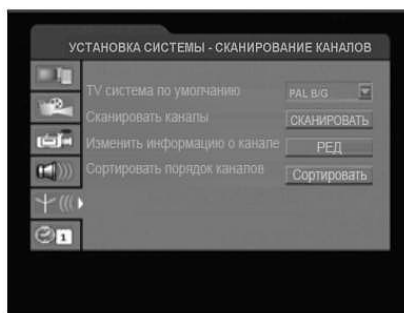 УСТАНОВКА СИСТЕМЫ - СКАНИРОВАНИЕ КАНАЛОВ
TV система по умолчанию PAL B/G
Сканировать каналы СКАНИРОВАТЬ
Изменить информацию о канале РЕД
Сортировать порядок каналов Сортировать
1